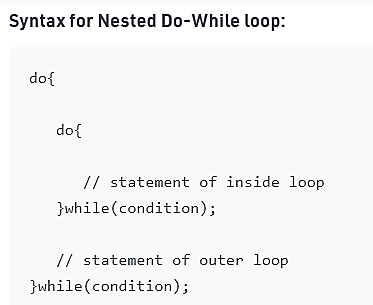 Syntax for Nested Do-While loop:
do{
do{
// statement of inside loop
}while(condition);
// statement of outer loop
}while(condition);